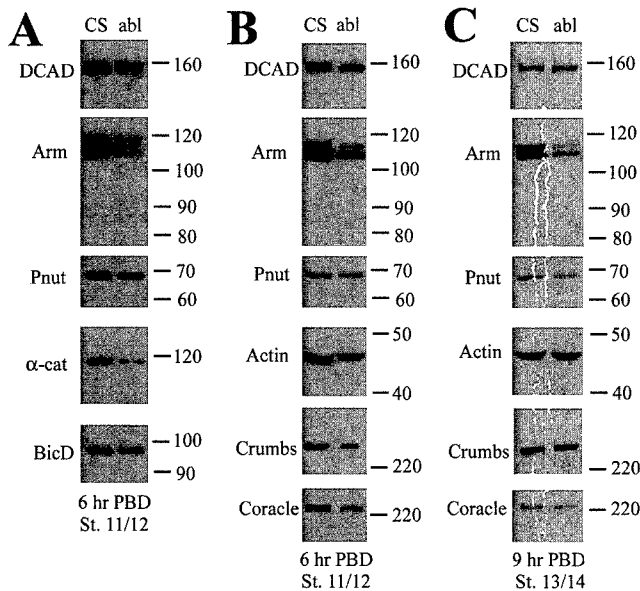 A
CS abl
DCAD
160
Arm
120
100
90
80
Pnut
70
60
α-cat
120
BicD
100
90
6 hr PBD
St. 11/12
B
CS abl
DCAD
160
Arm
120
100
90
80
Pnut
70
60
Actin
50
40
Crumbs
220
Coracle
220
6 hr PBD
St. 11/12
C
CS abl
DCAD
160
Arm
120
100
90
80
Pnut
70
60
Actin
50
40
Crumbs
220
Coracle
220
9 hr PBD
St. 13/14